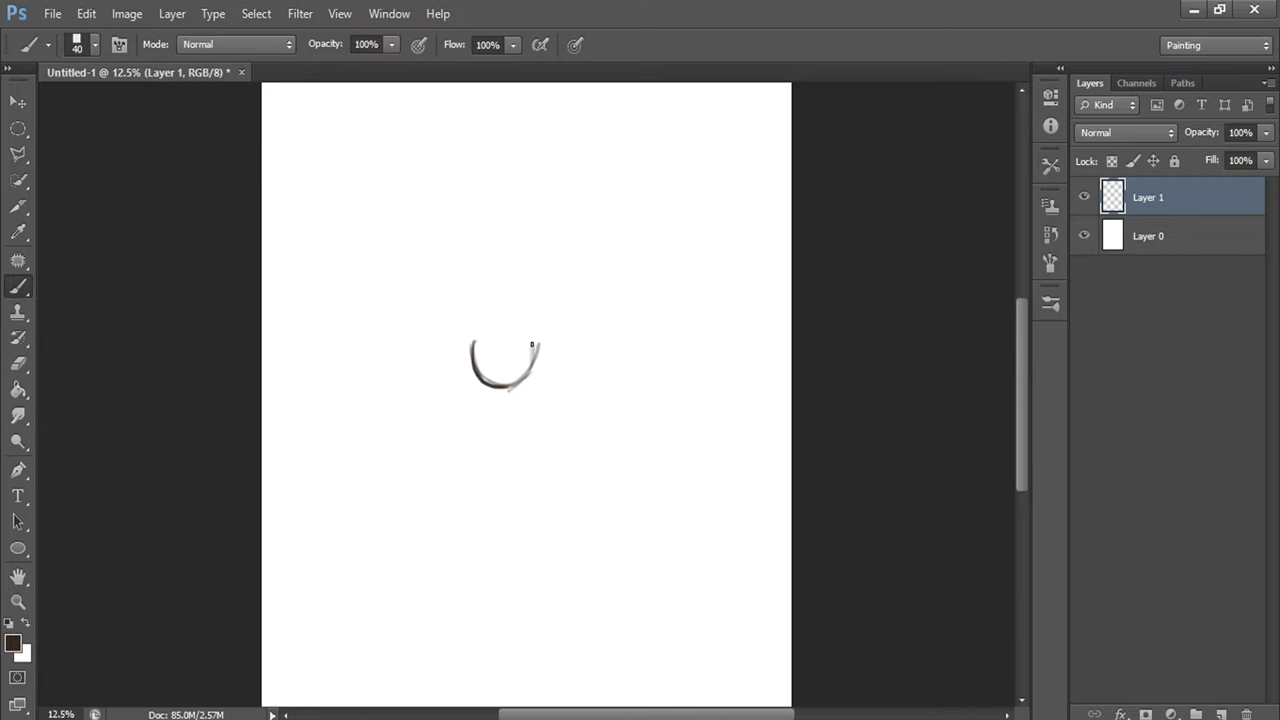 Ps File Edit Image Layer Type Select Filter View Window Help
40 Mode: Normal Opacity: 100% Flow: 100% Painting
Untitled-1 @ 12.5% (Layer 1, RGB/8) *
Layers Channels Paths
Kind
Normal Opacity: 100%
Lock: Fill: 100%
Layer 1
Layer 0
12.5% Doc: 85.0M/2.57M